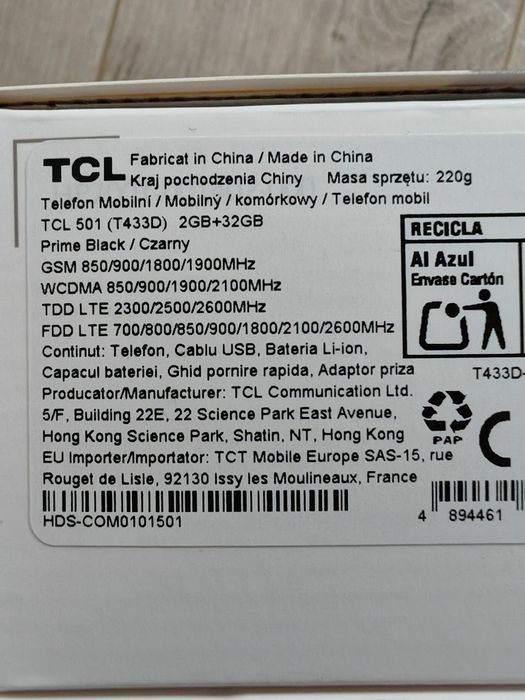 TCL Fabricat in China / Made in China
Kraj pochodzenia Chiny Masa sprzętu: 220g
Telefon Mobilní / Mobilný / komórkowy / Telefon mobil
TCL 501 (T433D) 2GB+32GB
Prime Black / Czarny
GSM 850/900/1800/1900MHz
WCDMA 850/900/1900/2100MHz
TDD LTE 2300/2500/2600MHz
FDD LTE 700/800/850/900/1800/2100/2600MHz
Continut: Telefon, Cablu USB, Bateria Li-ion,
Capacul bateriei, Ghid pornire rapida, Adaptor priza
Producator/Manufacturer: TCL Communication Ltd.
5/F, Building 22E, 22 Science Park East Avenue,
Hong Kong Science Park, Shatin, NT, Hong Kong
EU Importer/Importator: TCT Mobile Europe SAS-15, rue
Rouget de Lisle, 92130 Issy les Moulineaux, France
HDS-COM0101501
RECICLA
Al Azul
Envase Cartón
T433D-
PAP
4 894461